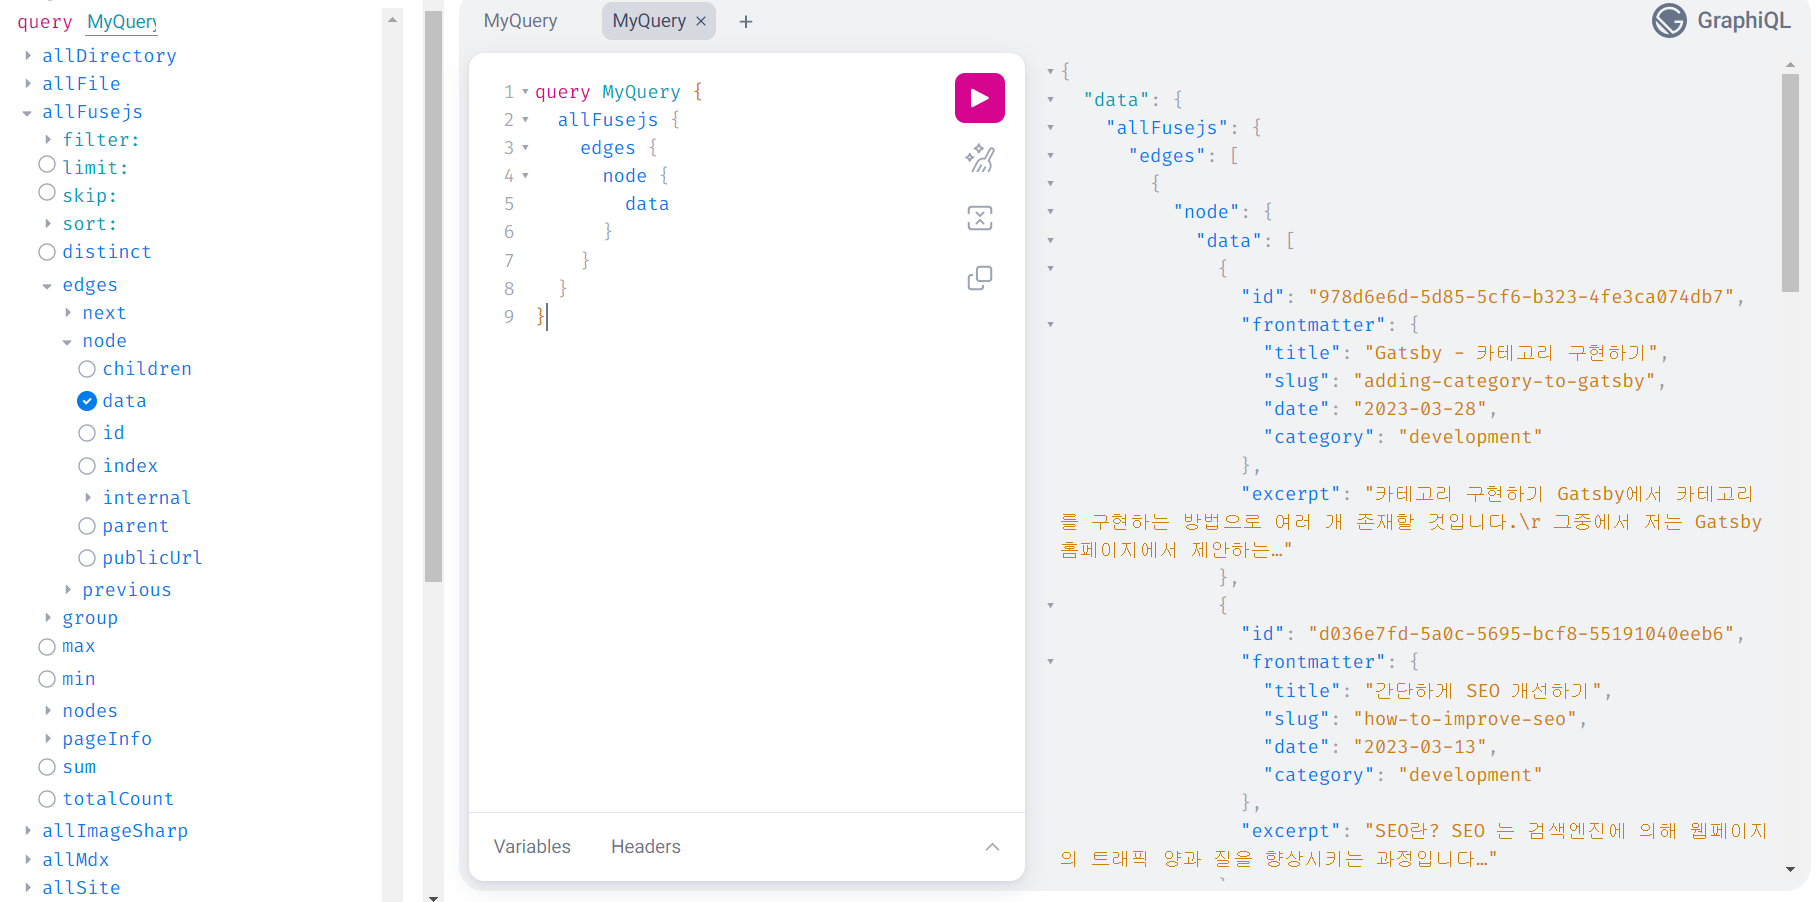 query MyQuery
allDirectory
allFile
allFusejs
filter:
limit:
skip:
sort:
distinct
edges
next
node
children
data
id
index
internal
parent
publicUrl
previous
group
max
min
nodes
pageInfo
sum
totalCount
allImageSharp
allMdx
allSite
MyQuery
MyQuery × +
GraphiQL
1 query MyQuery {
2 allFusejs {
3 edges {
4 node {
5 data
6 }
7 }
8 }
9 }
Variables Headers
{
"data": {
"allFusejs": {
"edges": [
{
"node": {
"data": [
{
"id": "978d6e6d-5d85-5cf6-b323-4fe3ca074db7",
"frontmatter": {
"title": "Gatsby - 카테고리 구현하기",
"slug": "adding-category-to-gatsby",
"date": "2023-03-28",
"category": "development"
},
"excerpt": "카테고리 구현하기 Gatsby에서 카테고리
를 구현하는 방법으로 여러 개 존재할 것입니다.\r 그중에서 저는 Gatsby
홈페이지에서 제안하는…"
},
{
"id": "d036e7fd-5a0c-5695-bcf8-55191040eeb6",
"frontmatter": {
"title": "간단하게 SEO 개선하기",
"slug": "how-to-improve-seo",
"date": "2023-03-13",
"category": "development"
},
"excerpt": "SEO란? SEO 는 검색엔진에 의해 웹페이지
의 트래픽 양과 질을 향상시키는 과정입니다…"